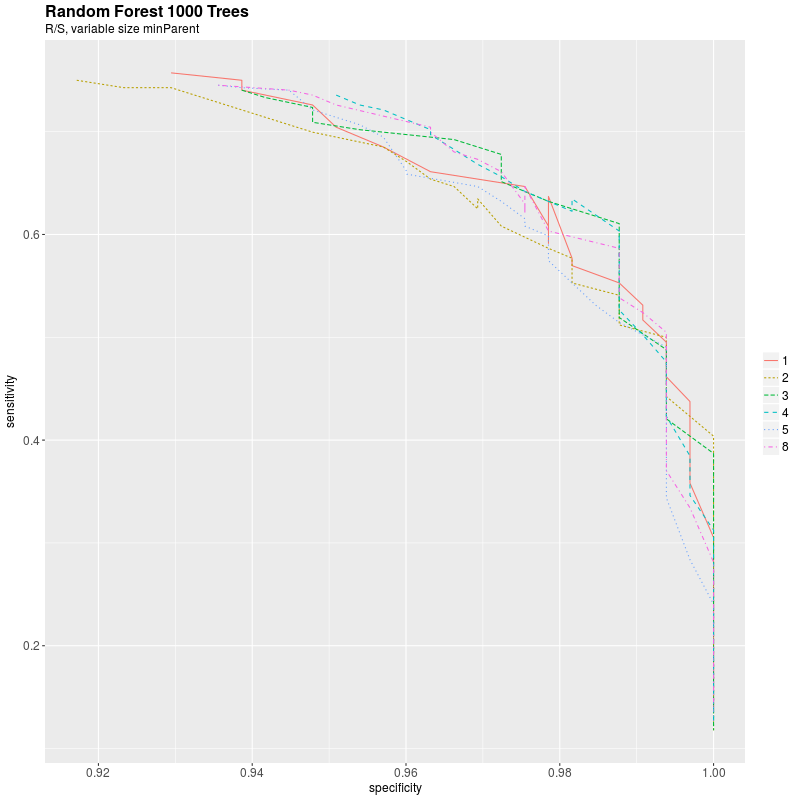 Random Forest 1000 Trees
R/S, variable size minParent
sensitivity
0.6
0.4
0.2
0.92 0.94 0.96 0.98 1.00
specificity
1
2
3
4
5
8